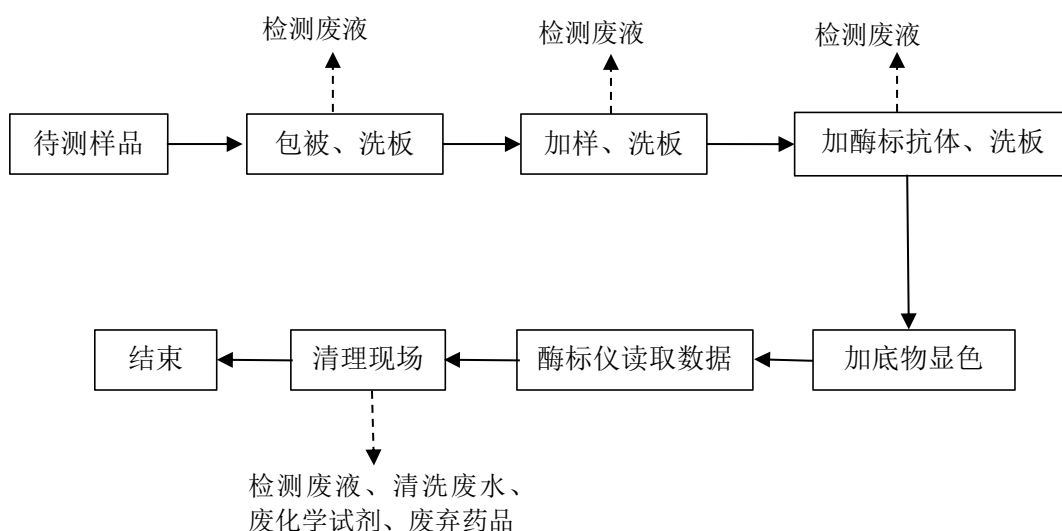 检测废液
检测废液
检测废液
待测样品
包被、洗板
加样、洗板
加酶标抗体、洗板
结束
清理现场
酶标仪读取数据
加底物显色
检测废液、清洗废水、
废化学试剂、废弃药品